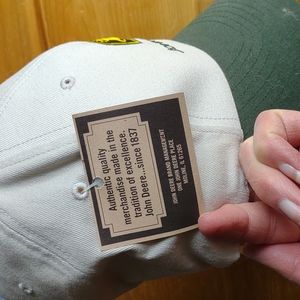 Authentic quality
merchandise made in the
tradition of excellence.
John Deere...since 1837
JOHN DEERE BRAND MANAGEMENT
ONE JOHN DEERE PLACE
MOLINE, IL 61265